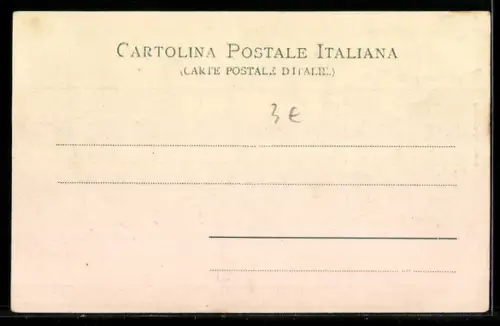 CARTOLINA POSTALE ITALIANA
(CARTE POSTALE D'ITALIE)
3 €